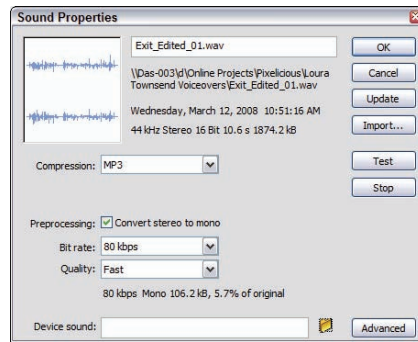 Sound Properties
Exit_Edited_01.wav
OK
\\Das-003\d\Online Projects\Pixelicious\Loura
Townsend Voiceovers\Exit_Edited_01.wav
Cancel
Update
Wednesday, March 12, 2008 10:51:16 AM
44 kHz Stereo 16 Bit 10.6 s 1874.2 kB
Import...
Compression: MP3
Test
Stop
Preprocessing: Convert stereo to mono
Bit rate: 80 kbps
Quality: Fast
80 kbps Mono 106.2 kB, 5.7% of original
Device sound:
Advanced